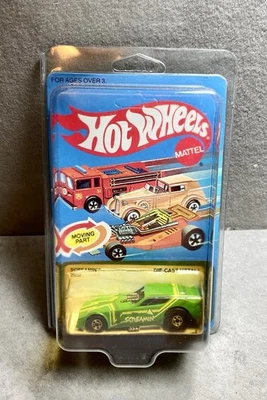 FOR AGES OVER 3
Hot Wheels
MATTEL
MOVING
PART
DIE-CAST METAL
SCREAMIN'